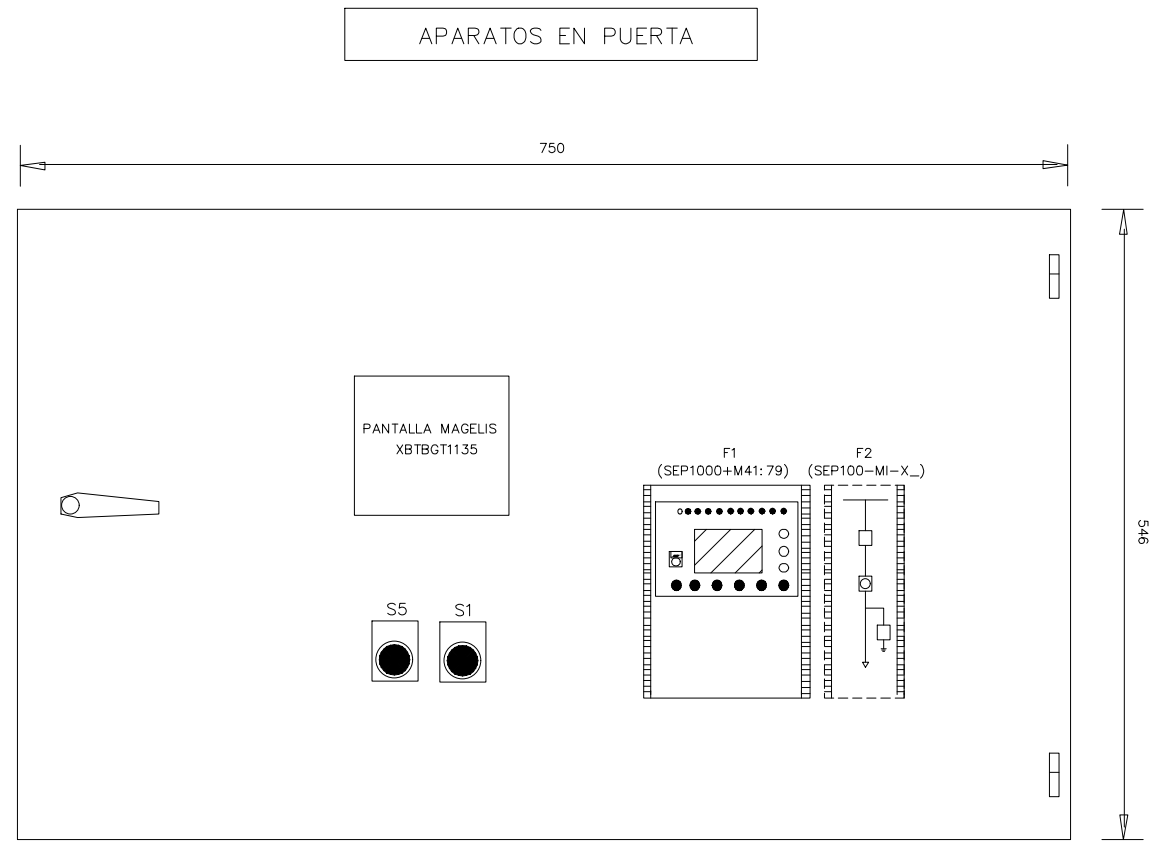 APARATOS EN PUERTA
750
PANTALLA MAGELIS
XBTBGT1135
F1
(SEP1000+M41:79)
F2
(SEP100-MI-X_)
546
S5
S1